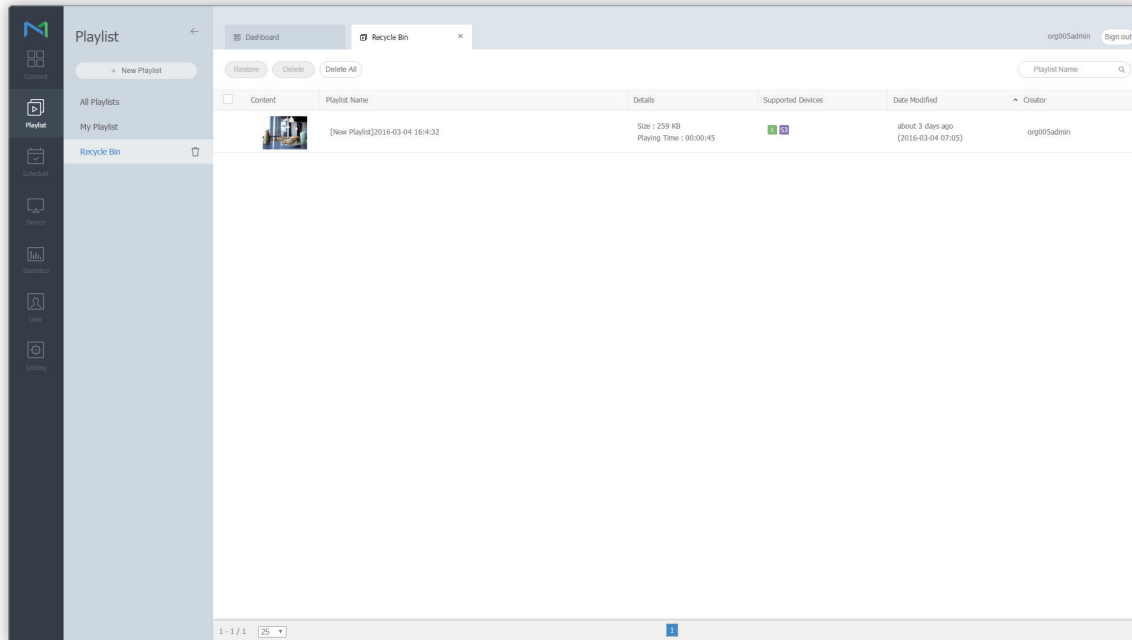 Content
Playlist
Schedule
Device
Statistics
User
Setting
Playlist
+ New Playlist
All Playlists
My Playlist
Recycle Bin
Dashboard
Recycle Bin
org005admin
Sign out
Restore
Delete
Delete All
Playlist Name
Content
Playlist Name
Details
Supported Devices
Date Modified
Creator
[New Playlist]2016-03-04 16:4:32
Size : 259 KB
Playing Time : 00:00:45
I
S3
about 3 days ago
(2016-03-04 07:05)
org005admin
1 - 1 / 1
25
1